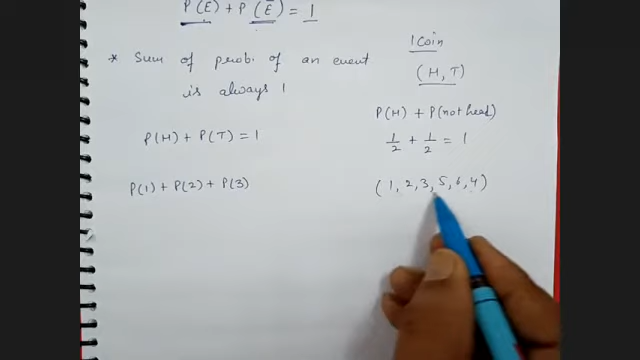 P(E) + P(E̅) = 1
* Sum of probi. of an event
is always 1
P(H) + P(T) = 1
P(1) + P(2) + P(3)
1 Coin
(H, T)
P(H) + P(not head)
1/2 + 1/2 = 1
(1, 2, 3, 5, 6, 4)